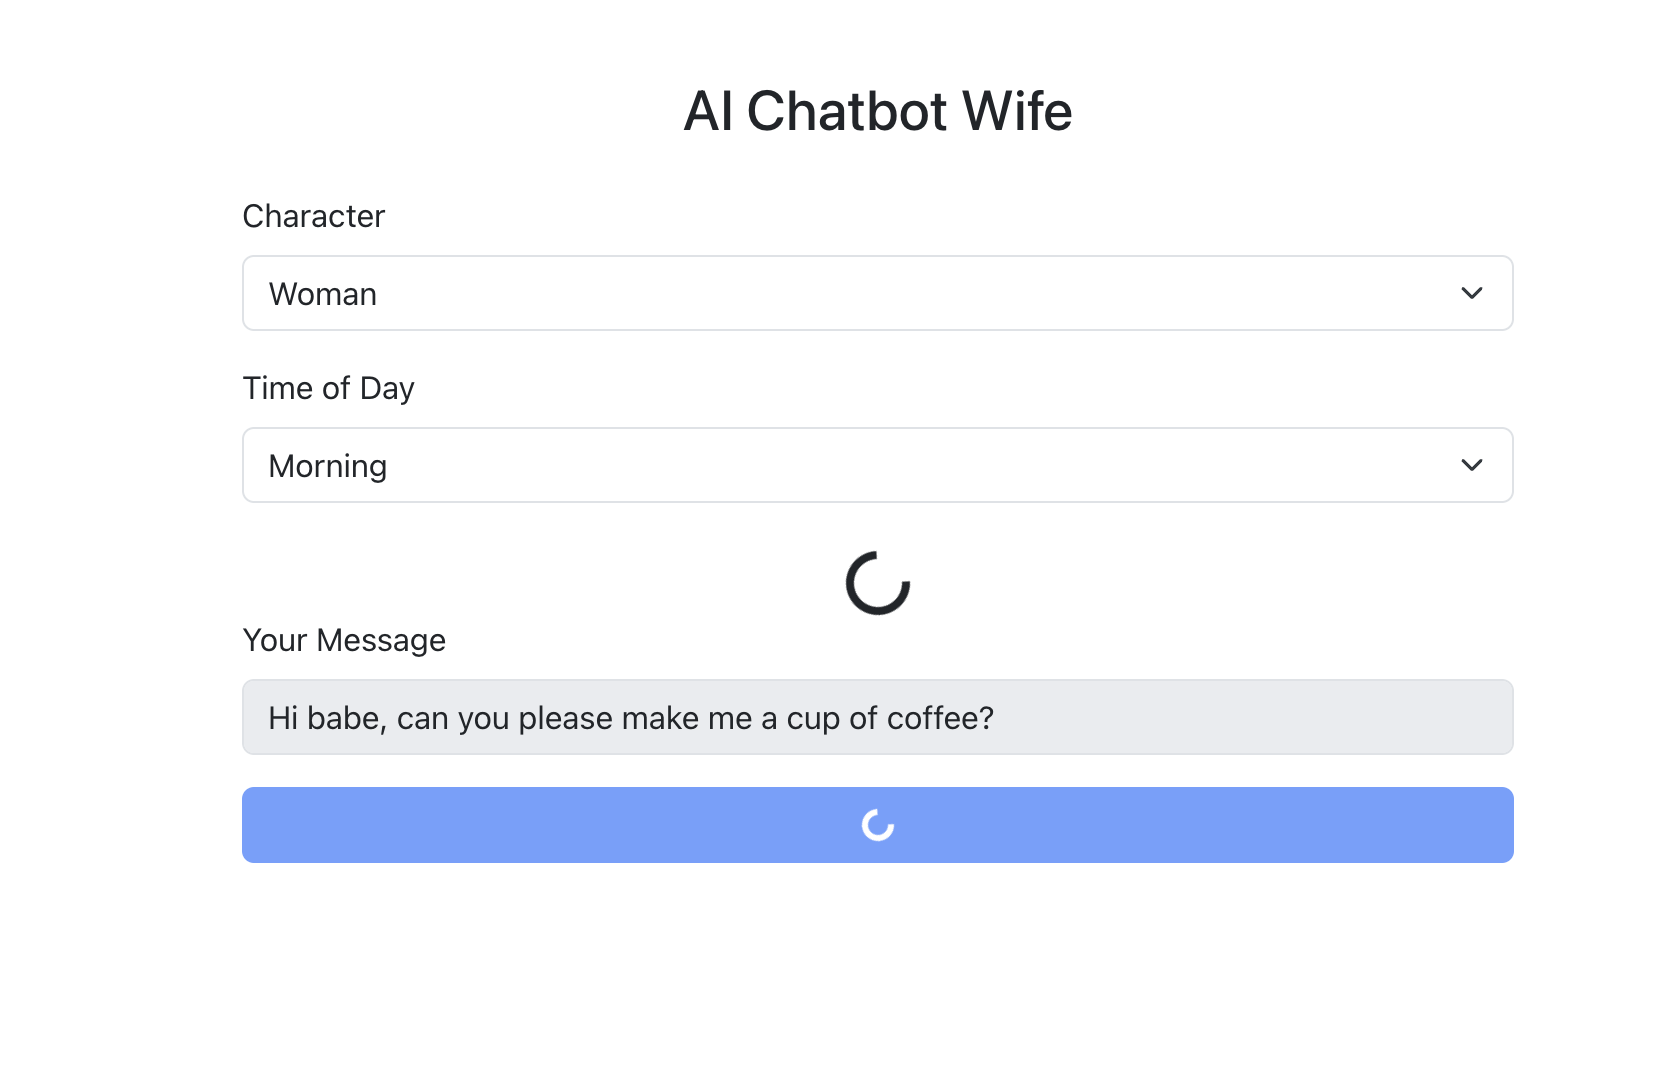 AI Chatbot Wife
Character
Woman
Time of Day
Morning
Your Message
Hi babe, can you please make me a cup of coffee?